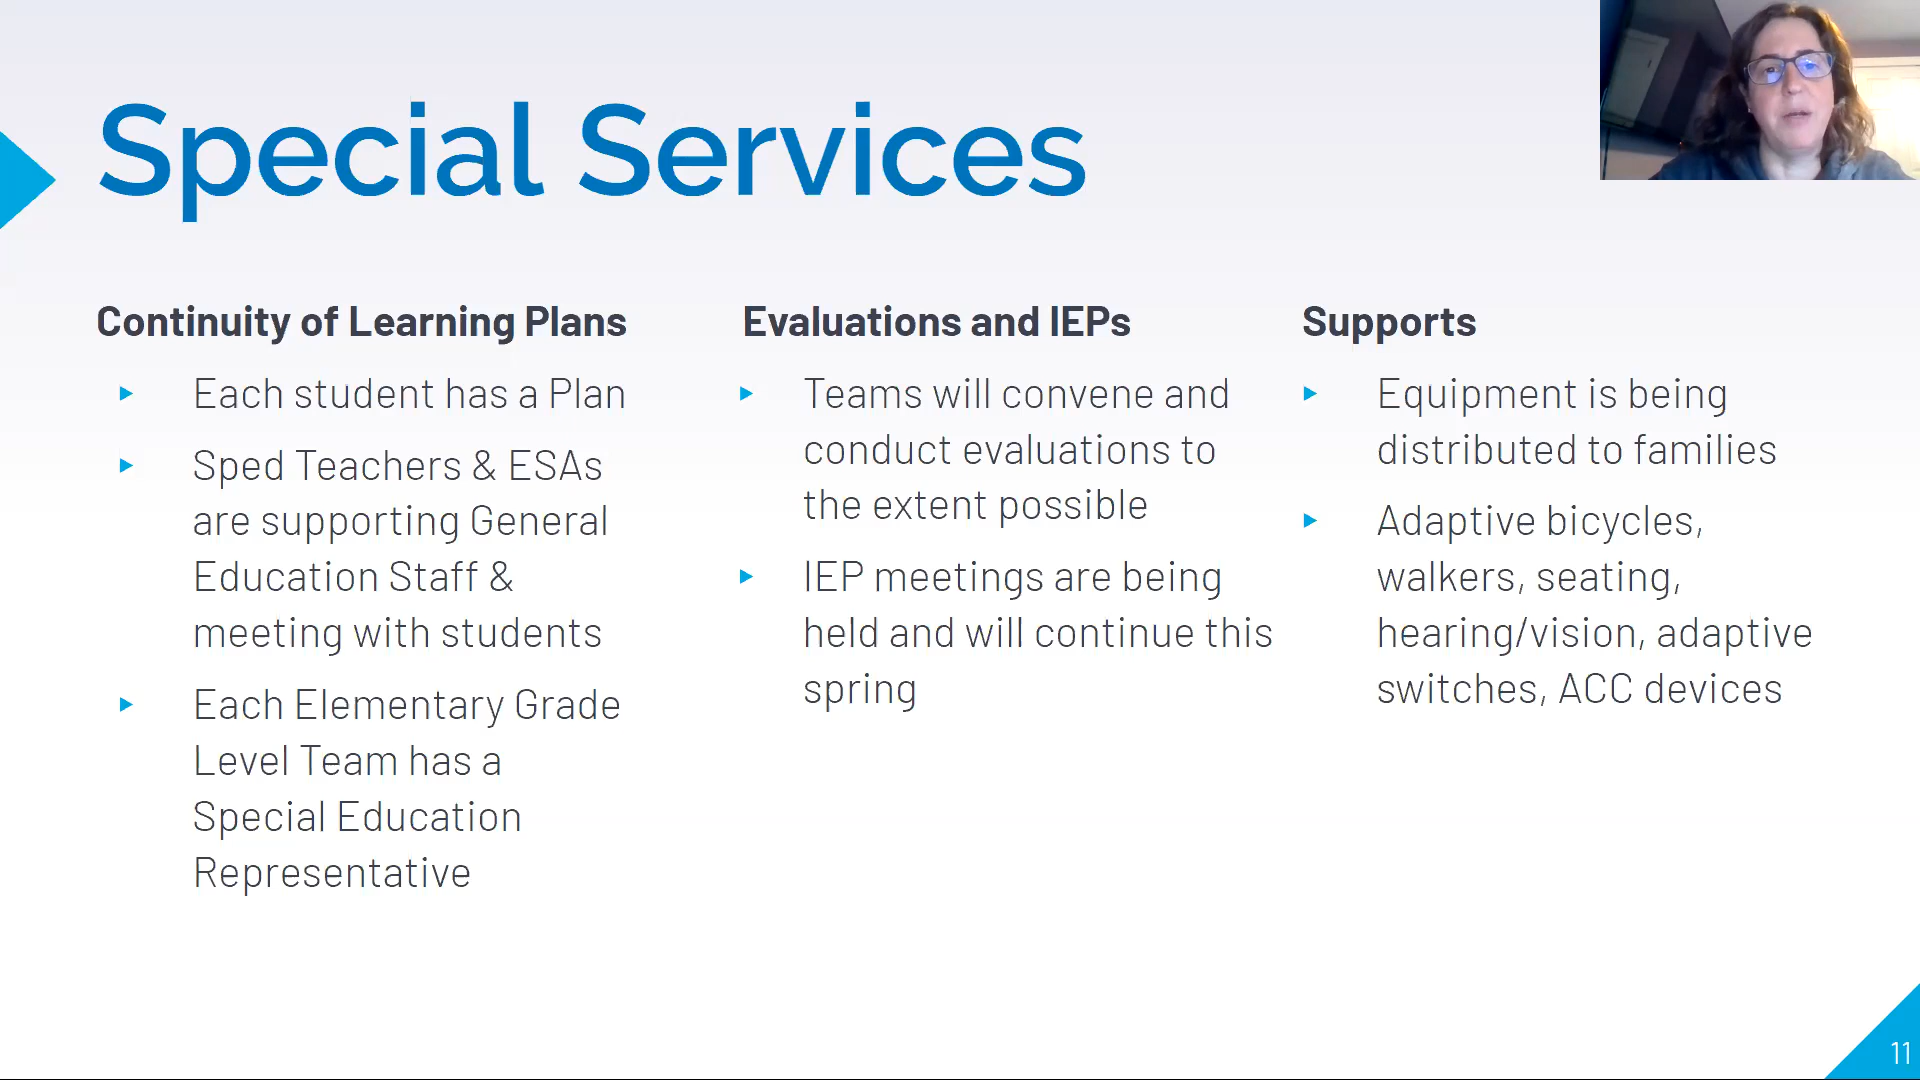 Special Services
Continuity of Learning Plans
Each student has a Plan
Sped Teachers & ESAs
are supporting General
Education Staff &
meeting with students
Each Elementary Grade
Level Team has a
Special Education
Representative
Evaluations and IEPs
Teams will convene and
conduct evaluations to
the extent possible
IEP meetings are being
held and will continue this
spring
Supports
Equipment is being
distributed to families
Adaptive bicycles,
walkers, seating,
hearing/vision, adaptive
switches, ACC devices
11